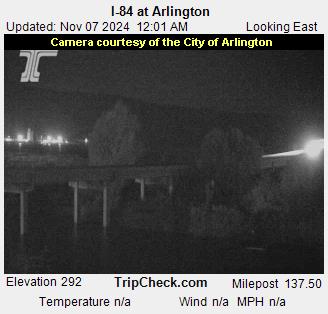 I-84 at Arlington
Updated: Nov 07 2024 12:01 AM Looking East
Camera courtesy of the City of Arlington
Elevation 292 TripCheck.com Milepost 137.50
Temperature n/a Wind n/a MPH n/a